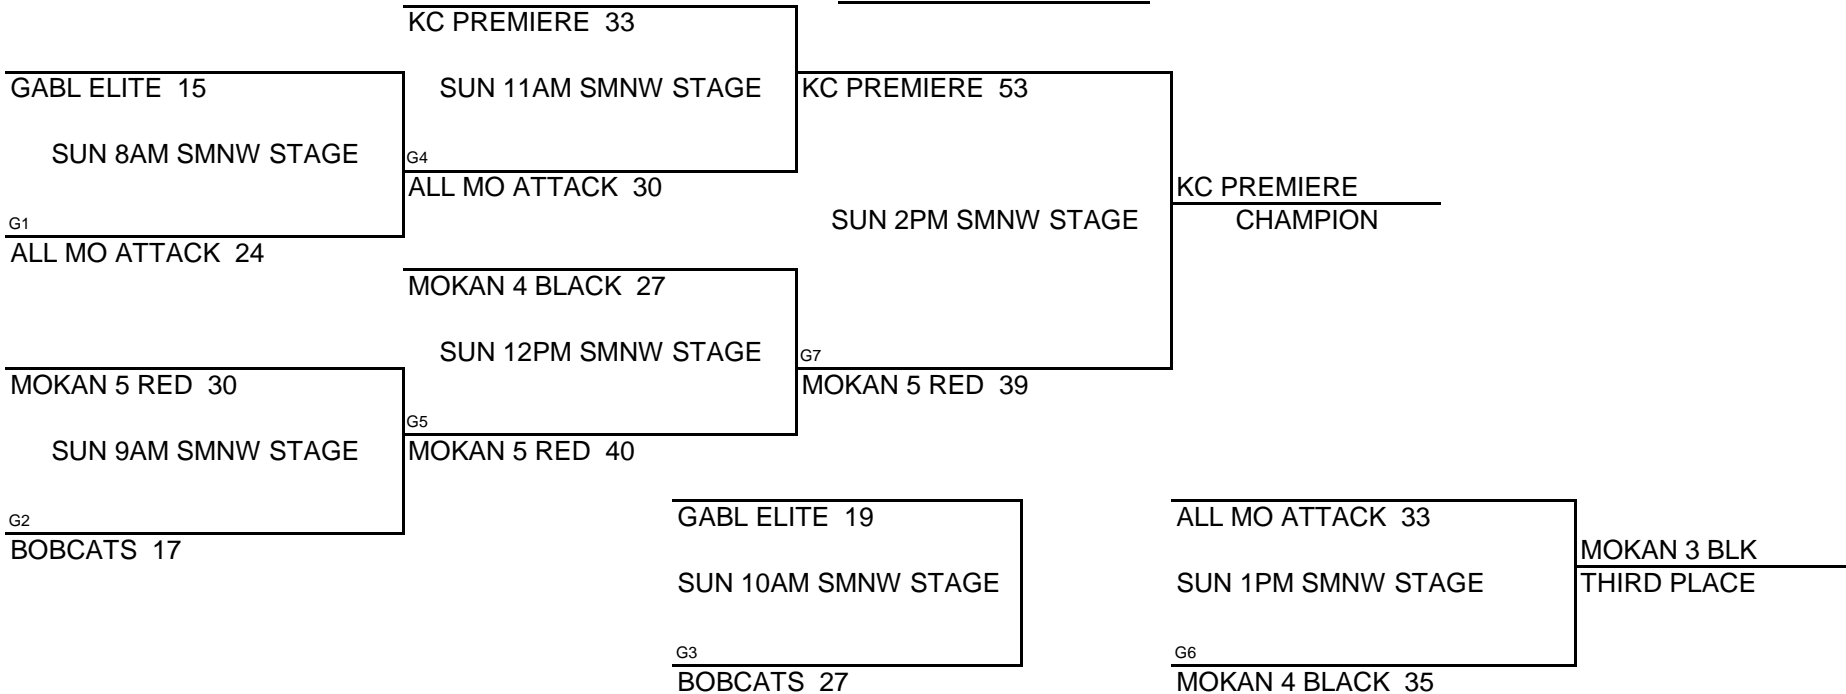 KC PREMIERE 33
GABL ELITE 15
SUN 11AM SMNW STAGE
KC PREMIERE 53
SUN 8AM SMNW STAGE
G4
ALL MO ATTACK 30
KC PREMIERE
G1
SUN 2PM SMNW STAGE
CHAMPION
ALL MO ATTACK 24
MOKAN 4 BLACK 27
SUN 12PM SMNW STAGE
G7
MOKAN 5 RED 30
MOKAN 5 RED 39
G5
SUN 9AM SMNW STAGE
MOKAN 5 RED 40
G2
GABL ELITE 19
ALL MO ATTACK 33
BOBCATS 17
MOKAN 3 BLK
SUN 10AM SMNW STAGE
SUN 1PM SMNW STAGE
THIRD PLACE
G3
G6
BOBCATS 27
MOKAN 4 BLACK 35